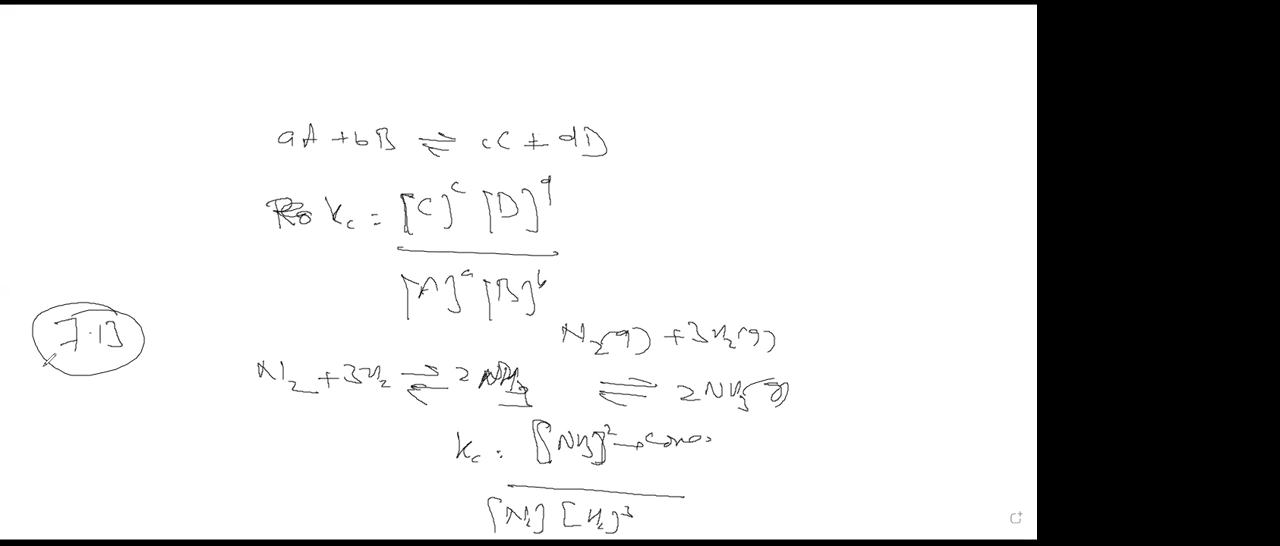 aA + bB ⇌ cC + dD
Kc = [C]^c [D]^d
[A]^a [B]^b
7.13
N2(g) + 3H2(g)
N2 + 3H2 ⇌ 2NH3
⇌ 2NH3(g)
Kc = [NH3]^2 → conc.
[N2] [H2]^3